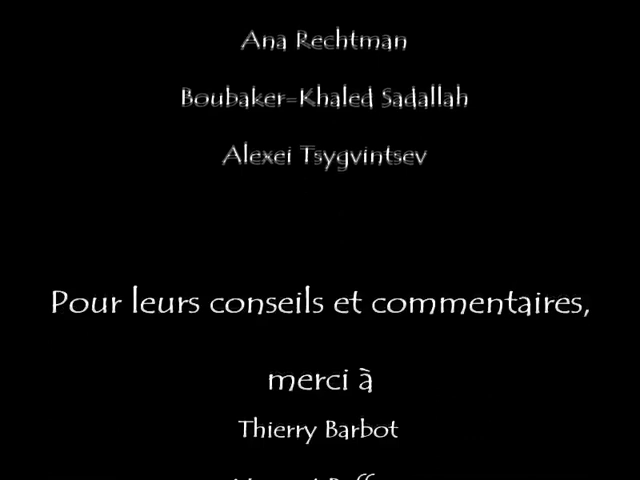 Ana Rechtman
Boubaker-Khaled Sadallah
Alexei Tsygvintsev
Pour leurs conseils et commentaires,
merci à
Thierry Barbot